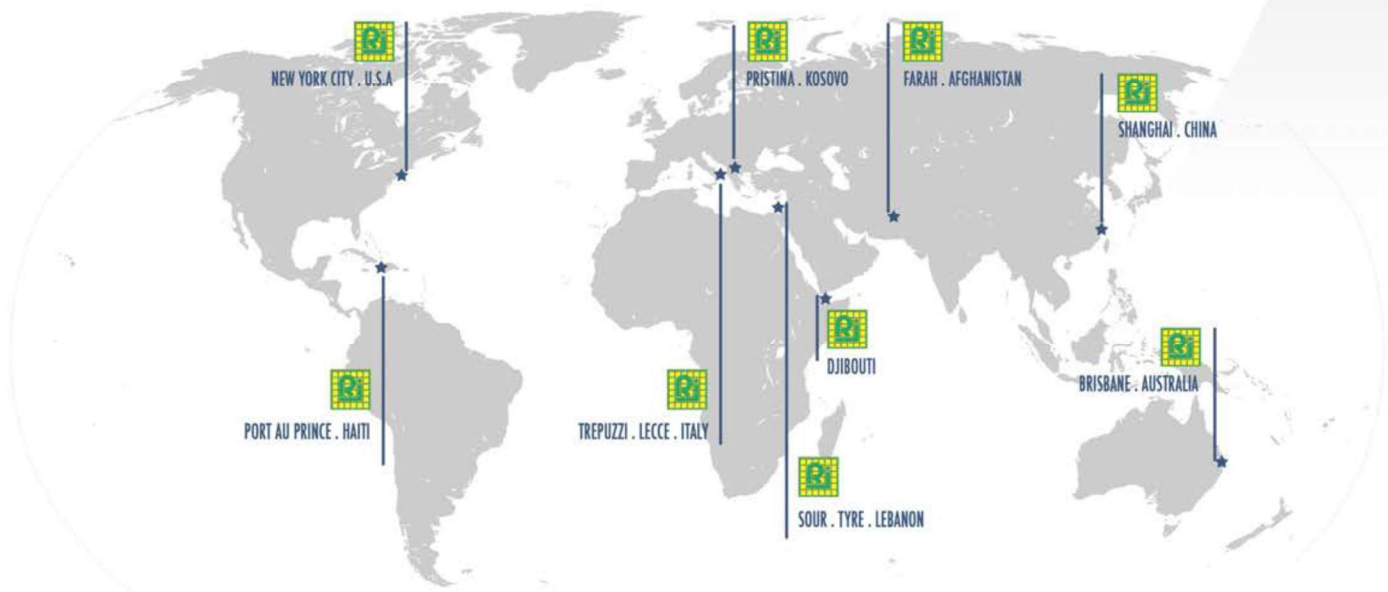 NEW YORK CITY . U.S.A
PRISTINA . KOSOVO
FARAH . AFGHANISTAN
SHANGHAI . CHINA
DJIBOUTI
BRISBANE . AUSTRALIA
PORT AU PRINCE . HAITI
TREPUZZI . LECCE . ITALY
SOUR . TYRE . LEBANON